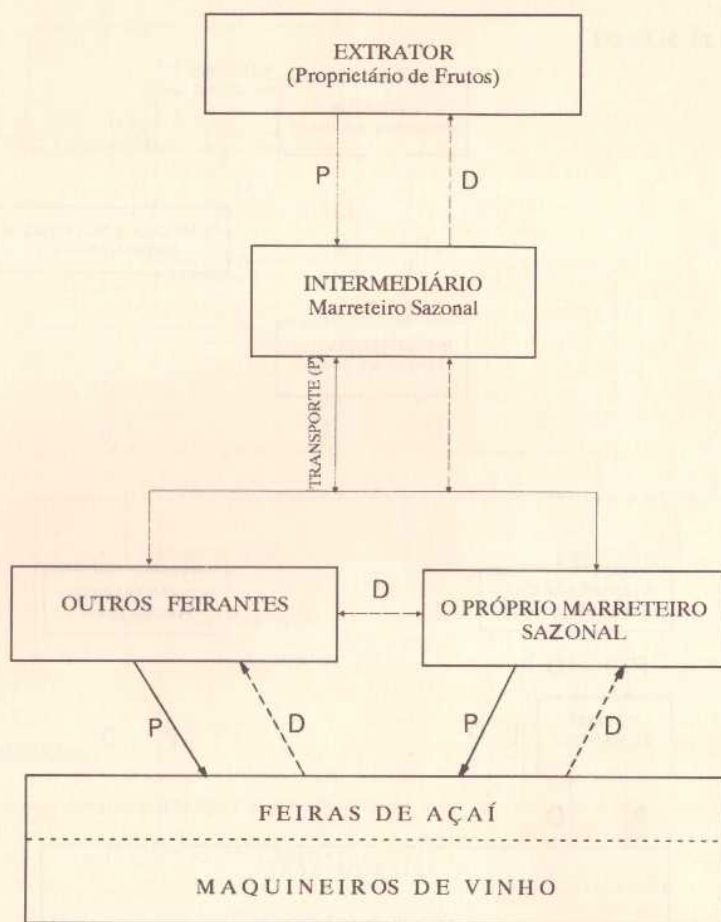 EXTRATOR
(Proprietário de Frutos)
P
D
INTERMEDIÁRIO
Marreteiro Sazonal
TRANSPORTE (P)
OUTROS FEIRANTES
D
O PRÓPRIO MARRETEIRO
SAZONAL
P
D
P
D
FEIRAS DE AÇAÍ
MAQUINEIROS DE VINHO